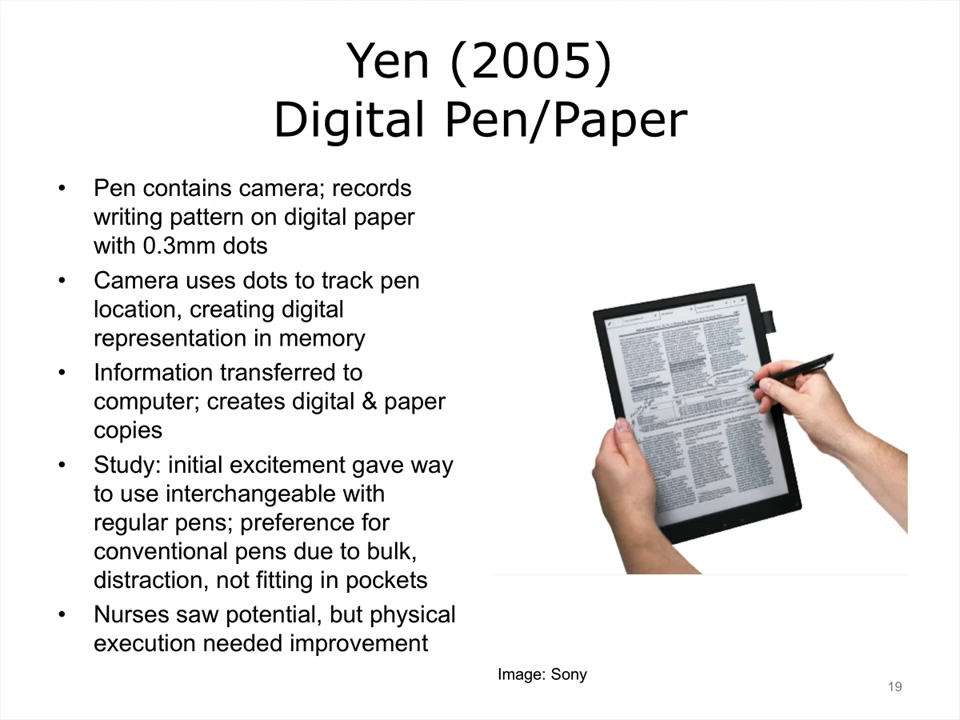 Yen (2005)
Digital Pen/Paper
• Pen contains camera; records
writing pattern on digital paper
with 0.3mm dots
• Camera uses dots to track pen
location, creating digital
representation in memory
• Information transferred to
computer; creates digital & paper
copies
• Study: initial excitement gave way
to use interchangeable with
regular pens; preference for
conventional pens due to bulk,
distraction, not fitting in pockets
• Nurses saw potential, but physical
execution needed improvement
Image: Sony
19